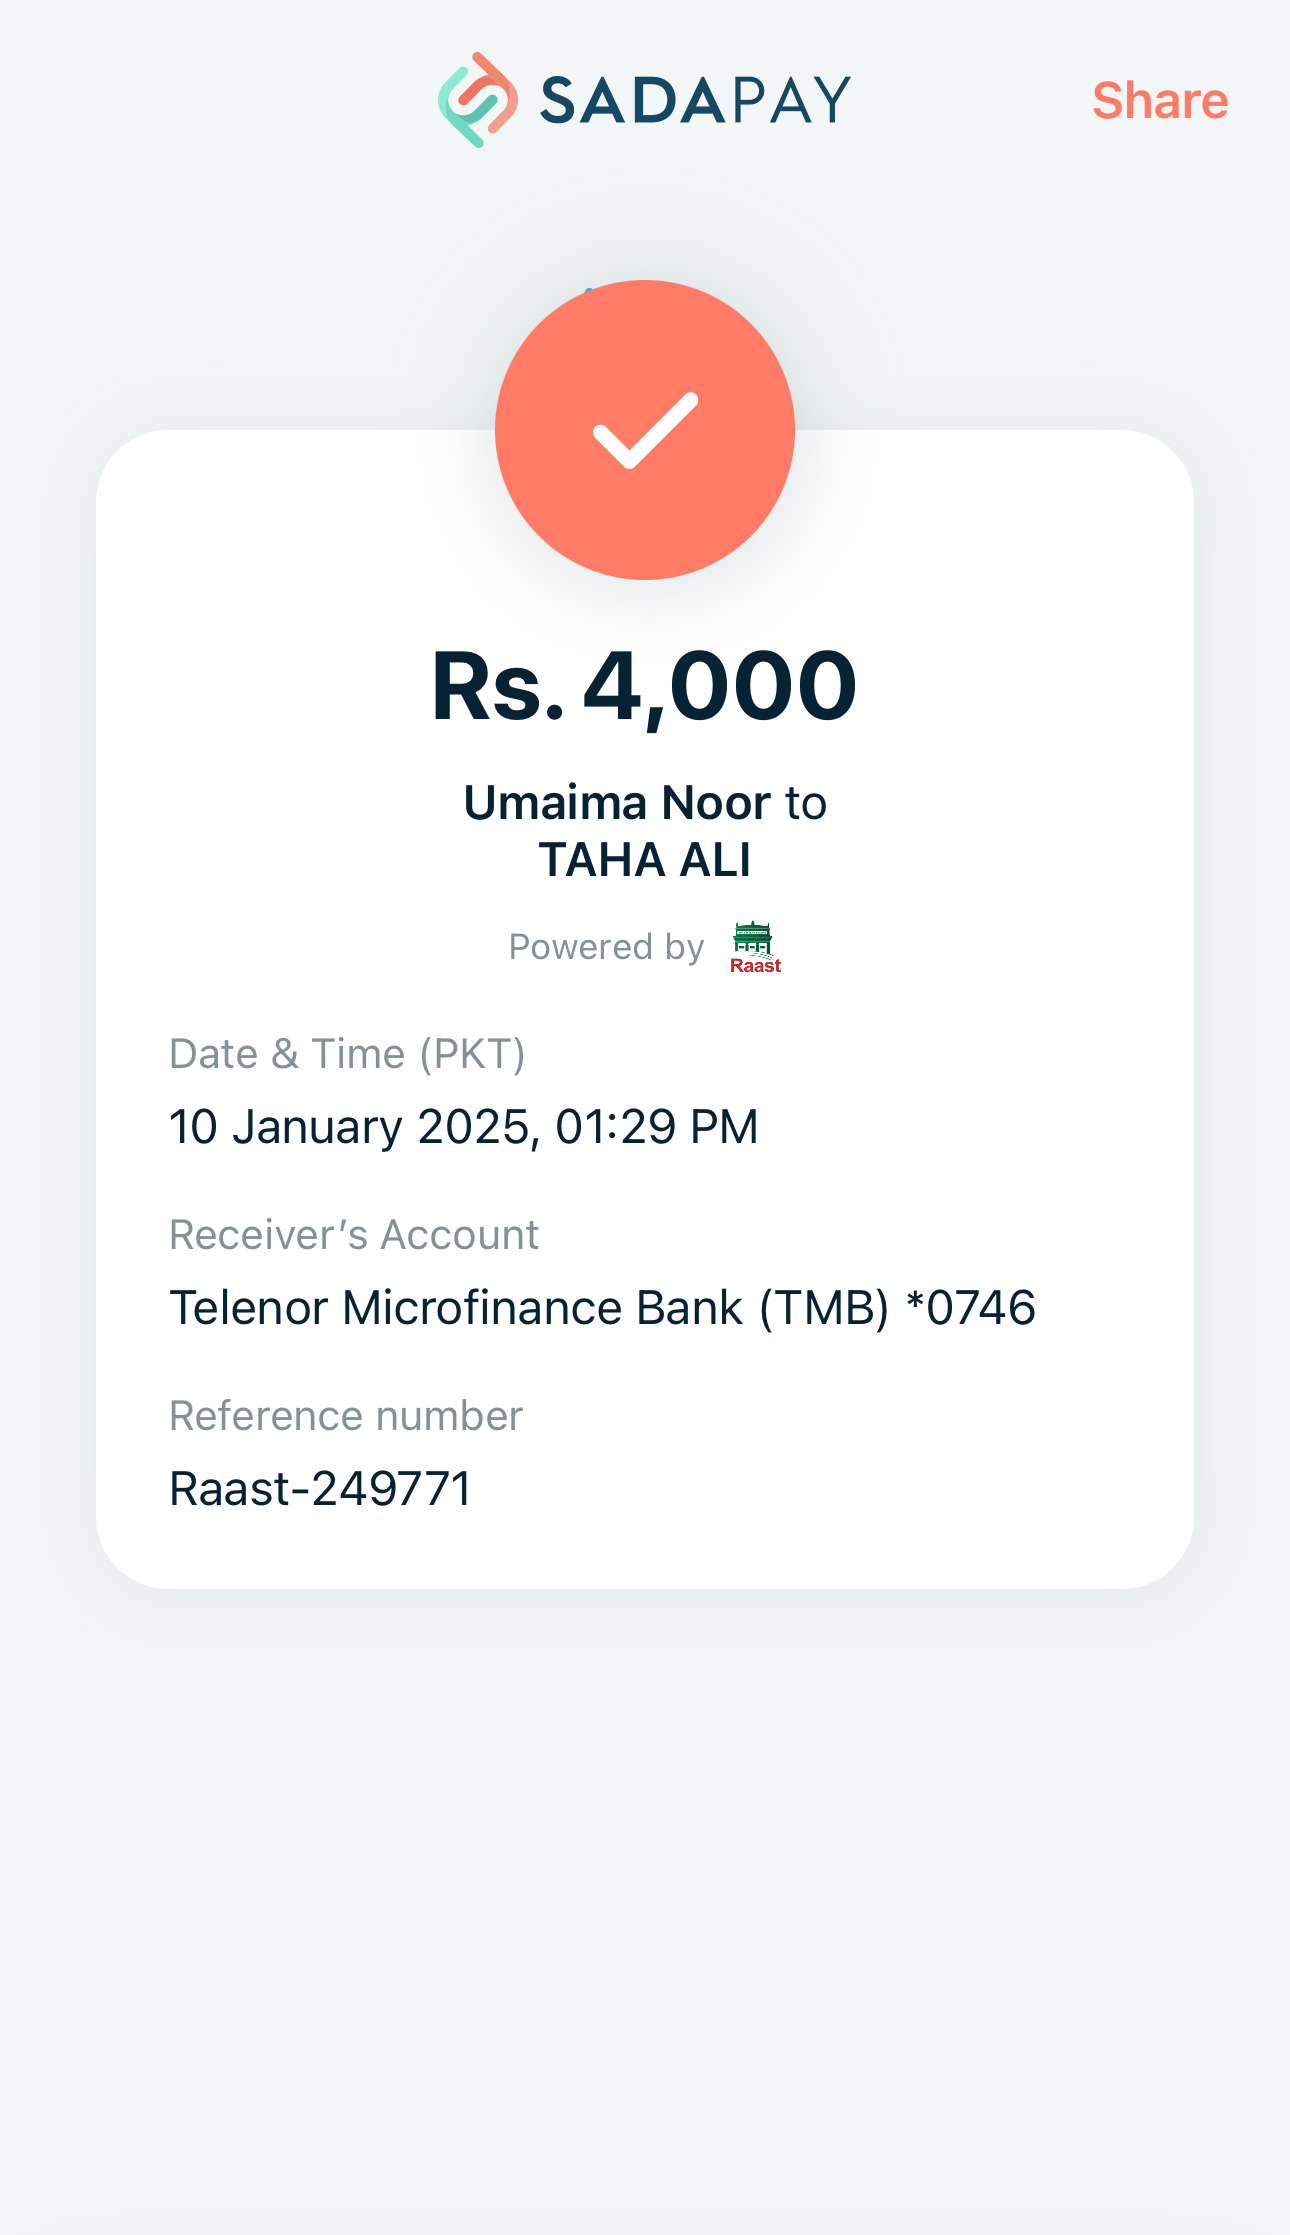 SADAPAY
Share
Rs. 4,000
Umaima Noor to
TAHA ALI
Powered by Raast
Date & Time (PKT)
10 January 2025, 01:29 PM
Receiver’s Account
Telenor Microfinance Bank (TMB) *0746
Reference number
Raast-249771